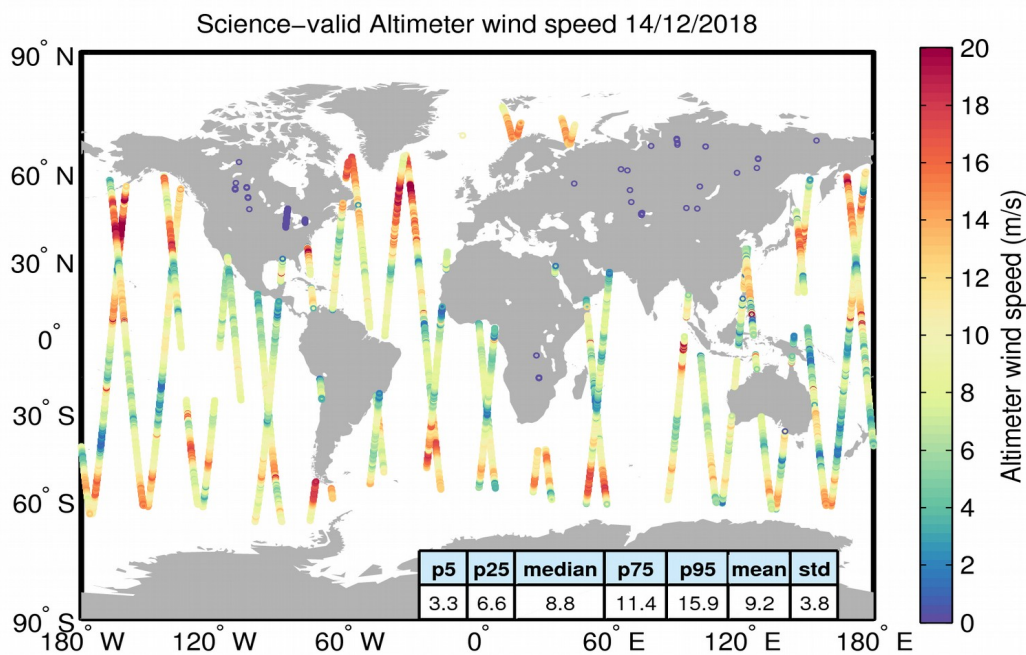 Science−valid Altimeter wind speed 14/12/2018
90° N
60° N
30° N
0°
30° S
60° S
90° S
180° W
120° W
60° W
0°
60° E
120° E
180° E
p5 p25 median p75 p95 mean std
3.3 6.6 8.8 11.4 15.9 9.2 3.8
20
18
16
14
12
10
8
6
4
2
0
Altimeter wind speed (m/s)